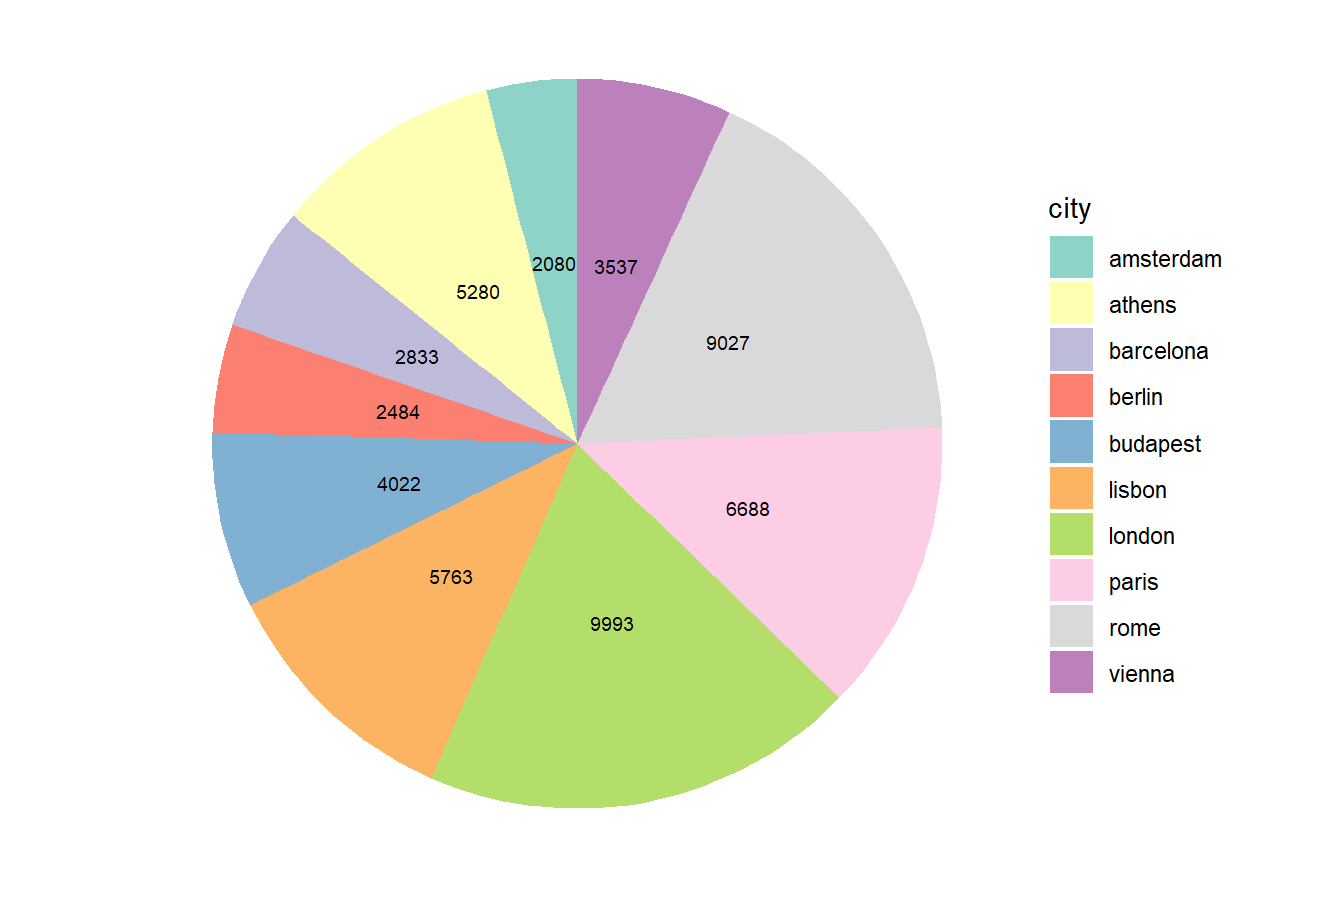 2080
3537
5280
9027
2833
2484
4022
6688
5763
9993
city
amsterdam
athens
barcelona
berlin
budapest
lisbon
london
paris
rome
vienna